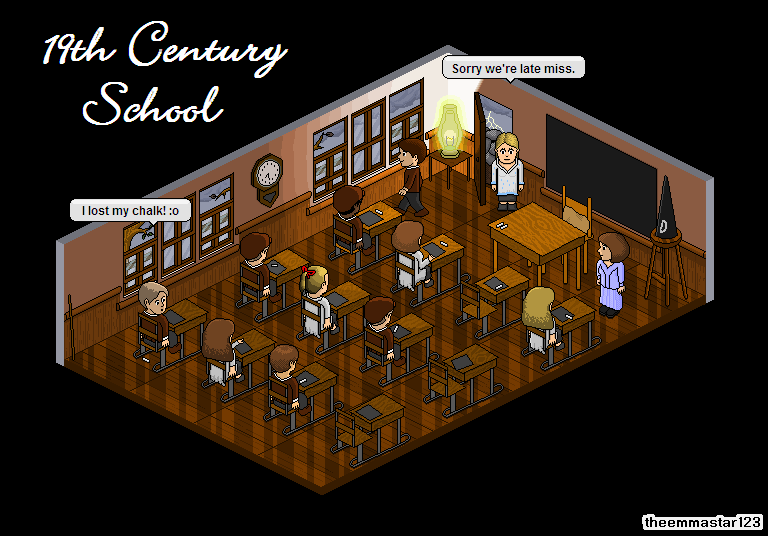 19th Century
School
Sorry we're late miss.
I lost my chalk! :o
D
theemmastar123